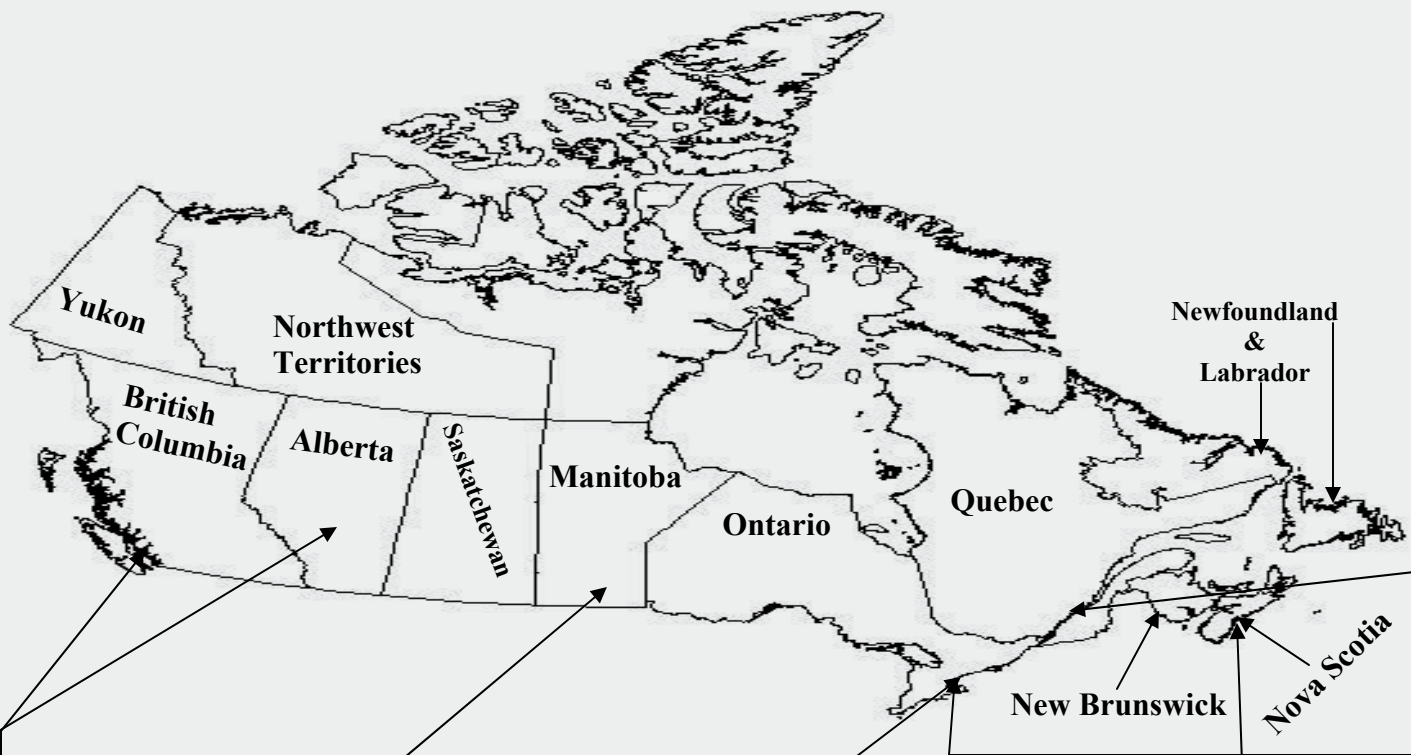 Yukon
Northwest
Territories
Newfoundland
&
Labrador
British
Columbia
Alberta
Saskatchewan
Manitoba
Ontario
Quebec
New Brunswick
Nova Scotia